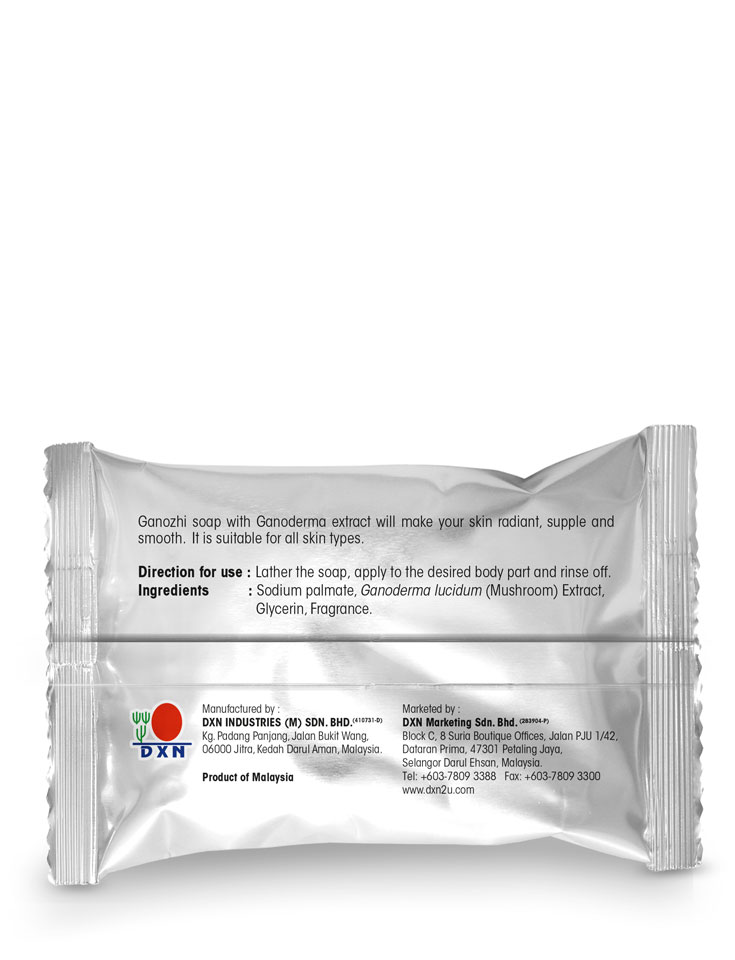 Ganozhi soap with Ganoderma extract will make your skin radiant, supple and
smooth. It is suitable for all skin types.
Direction for use : Lather the soap, apply to the desired body part and rinse off.
Ingredients : Sodium palmate, Ganoderma lucidum (Mushroom) Extract,
Glycerin, Fragrance.
DXN
Manufactured by :
DXN INDUSTRIES (M) SDN. BHD.(410731-D)
Kg. Padang Panjang, Jalan Bukit Wang,
06000 Jitra, Kedah Darul Aman, Malaysia.
Product of Malaysia
Marketed by :
DXN Marketing Sdn. Bhd. (283904-P)
Block C, 8 Suria Boutique Offices, Jalan PJU 1/42,
Dataran Prima, 47301 Petaling Jaya,
Selangor Darul Ehsan, Malaysia.
Tel: +603-7809 3388 Fax: +603-7809 3300
www.dxn2u.com